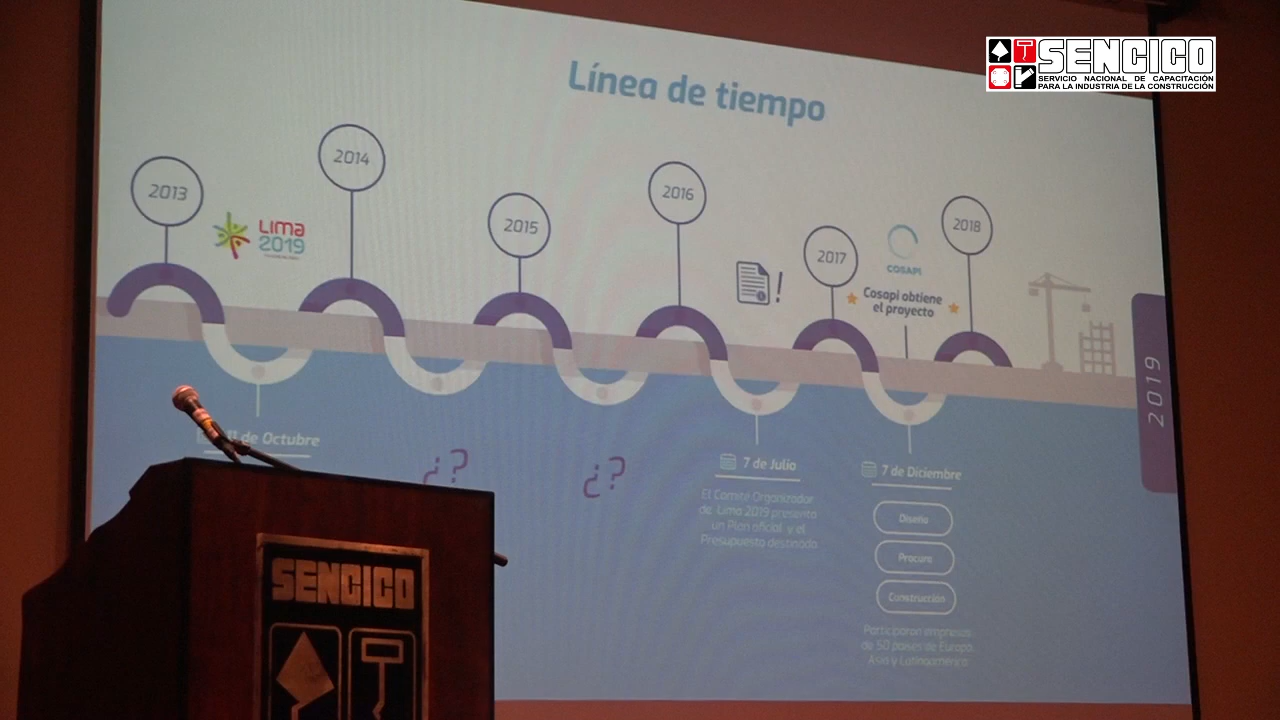 SENCICO
SERVICIO NACIONAL DE CAPACITACIÓN
PARA LA INDUSTRIA DE LA CONSTRUCCIÓN
Línea de tiempo
2013
LIMA
2019
2014
2015
2016
!
2017
COSAPI
Cosapi obtiene
el proyecto
2018
2019
11 de Octubre
¿?
¿?
7 de Julio
El Comité Organizador
de Lima 2019 presenta
un Plan oficial y el
Presupuesto destinado
7 de Diciembre
Diseño
Procura
Construcción
Participaron empresas
de 50 países de Europa,
Asia y Latinoamérica
SENCICO